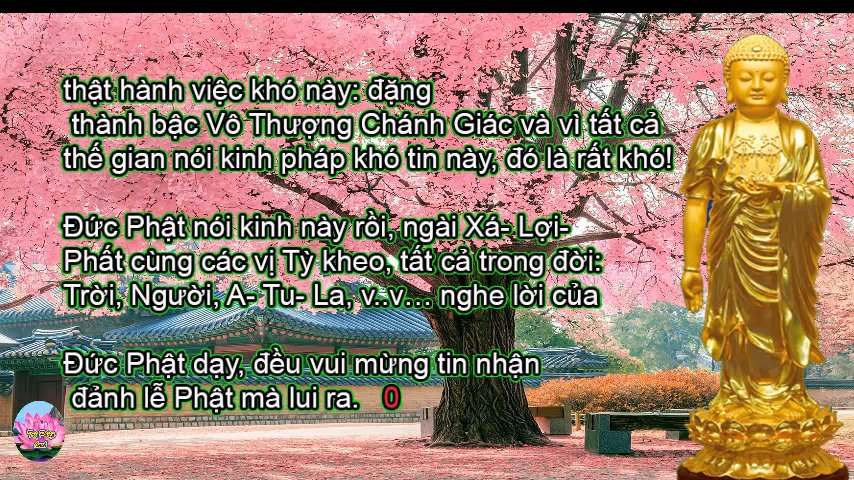 thật hành việc khó này: đặng
thành bậc Vô Thượng Chánh Giác và vì tất cả
thế gian nói kinh pháp khó tin này, đó là rất khó!
Đức Phật nói kinh này rồi, ngài Xá- Lợi-
Phất cùng các vị Tỳ kheo, tất cả trong đời:
Trời, Người, A- Tu- La, v..v... nghe lời của
Đức Phật dạy, đều vui mừng tin nhận
đảnh lễ Phật mà lui ra. 0